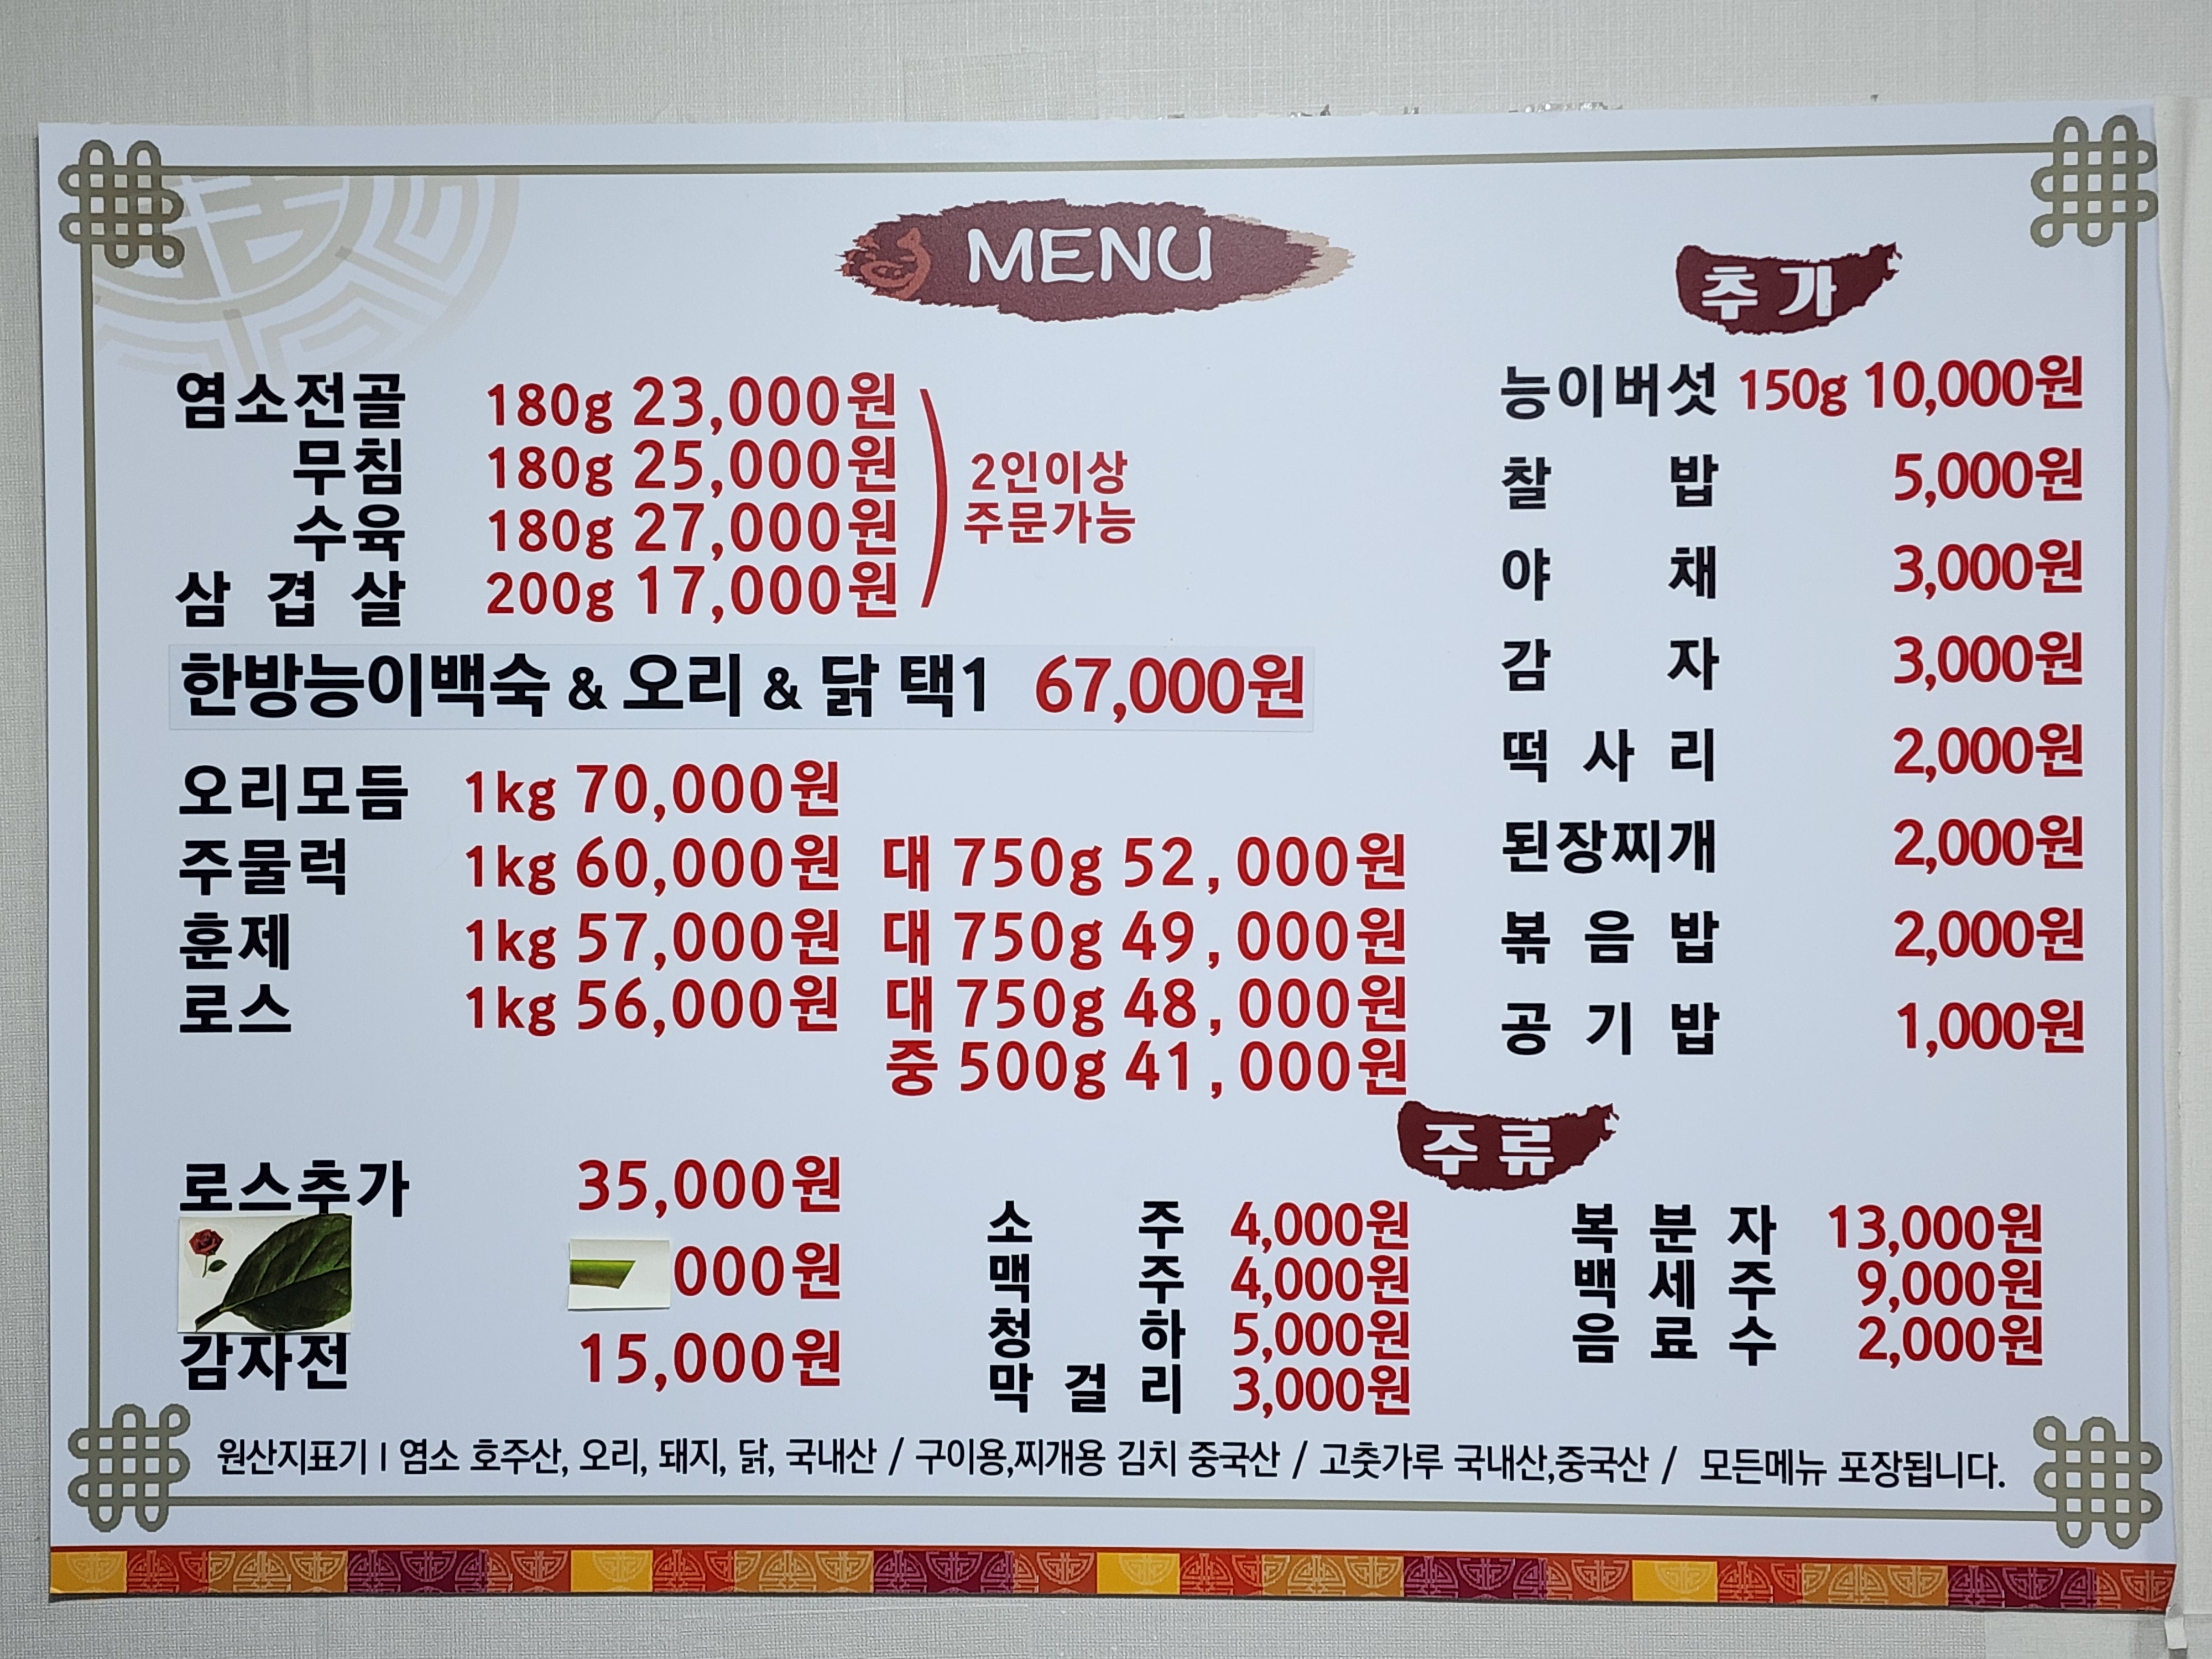 MENU
염소전골 180g 23,000원
무침 180g 25,000원
수육 180g 27,000원
삼겹살 200g 17,000원
2인이상
주문가능
한방능이백숙 & 오리 & 닭 택1 67,000원
오리모듬 1kg 70,000원
주물럭 1kg 60,000원 대 750g 52,000원
훈제 1kg 57,000원 대 750g 49,000원
로스 1kg 56,000원 대 750g 48,000원
중 500g 41,000원
로스추가 35,000원
000원
감자전 15,000원
추가
능이버섯 150g 10,000원
찰밥 5,000원
야채 3,000원
감자 3,000원
떡사리 2,000원
된장찌개 2,000원
볶음밥 2,000원
공기밥 1,000원
주류
소주 4,000원
맥주 4,000원
청하 5,000원
막걸리 3,000원
복분자 13,000원
백세주 9,000원
음료수 2,000원
원산지표기 | 염소 호주산, 오리, 돼지, 닭, 국내산 / 구이용,찌개용 김치 중국산 / 고춧가루 국내산,중국산 / 모든메뉴 포장됩니다.